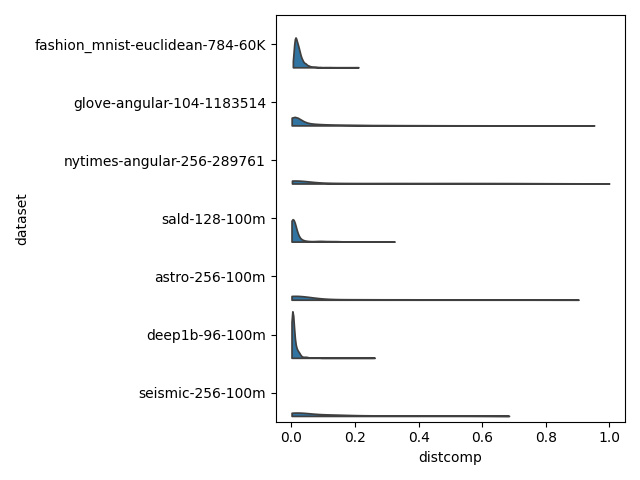 fashion_mnist-euclidean-784-60K
glove-angular-104-1183514
nytimes-angular-256-289761
sald-128-100m
astro-256-100m
deep1b-96-100m
seismic-256-100m
dataset
0.0 0.2 0.4 0.6 0.8 1.0
distcomp